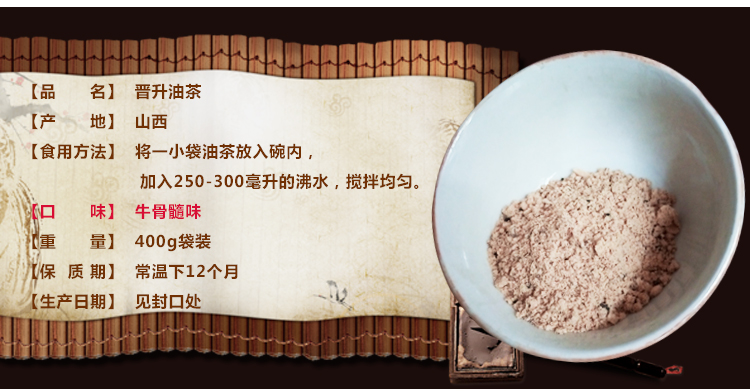 【品　　名】 晋升油茶
【产　　地】 山西
【食用方法】 将一小袋油茶放入碗内，
加入250-300毫升的沸水，搅拌均匀。
【口　　味】 牛骨髓味
【重　　量】 400g袋装
【保 质 期】 常温下12个月
【生产日期】 见封口处